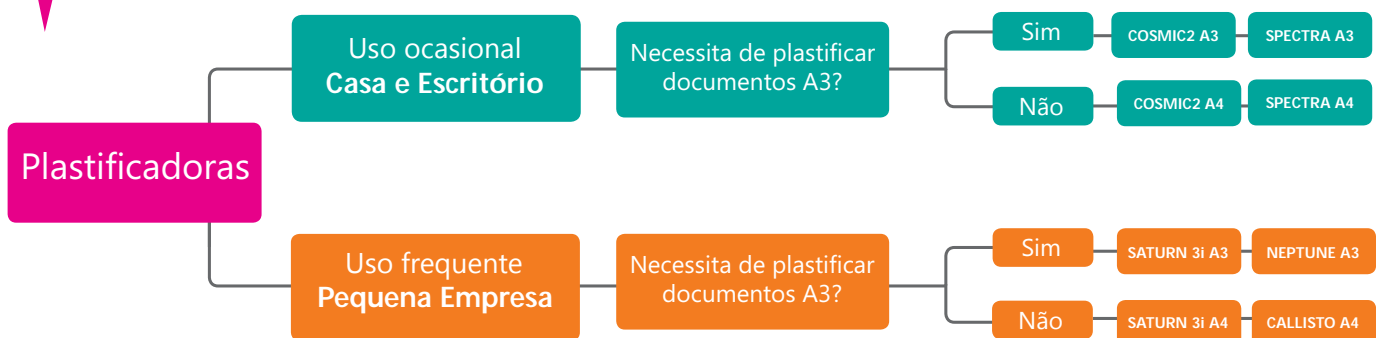 Plastificadoras
Uso ocasional
Casa e Escritório
Necessita de plastificar
documentos A3?
Sim
COSMIC2 A3
SPECTRA A3
Não
COSMIC2 A4
SPECTRA A4
Uso frequente
Pequena Empresa
Necessita de plastificar
documentos A3?
Sim
SATURN 3i A3
NEPTUNE A3
Não
SATURN 3i A4
CALLISTO A4